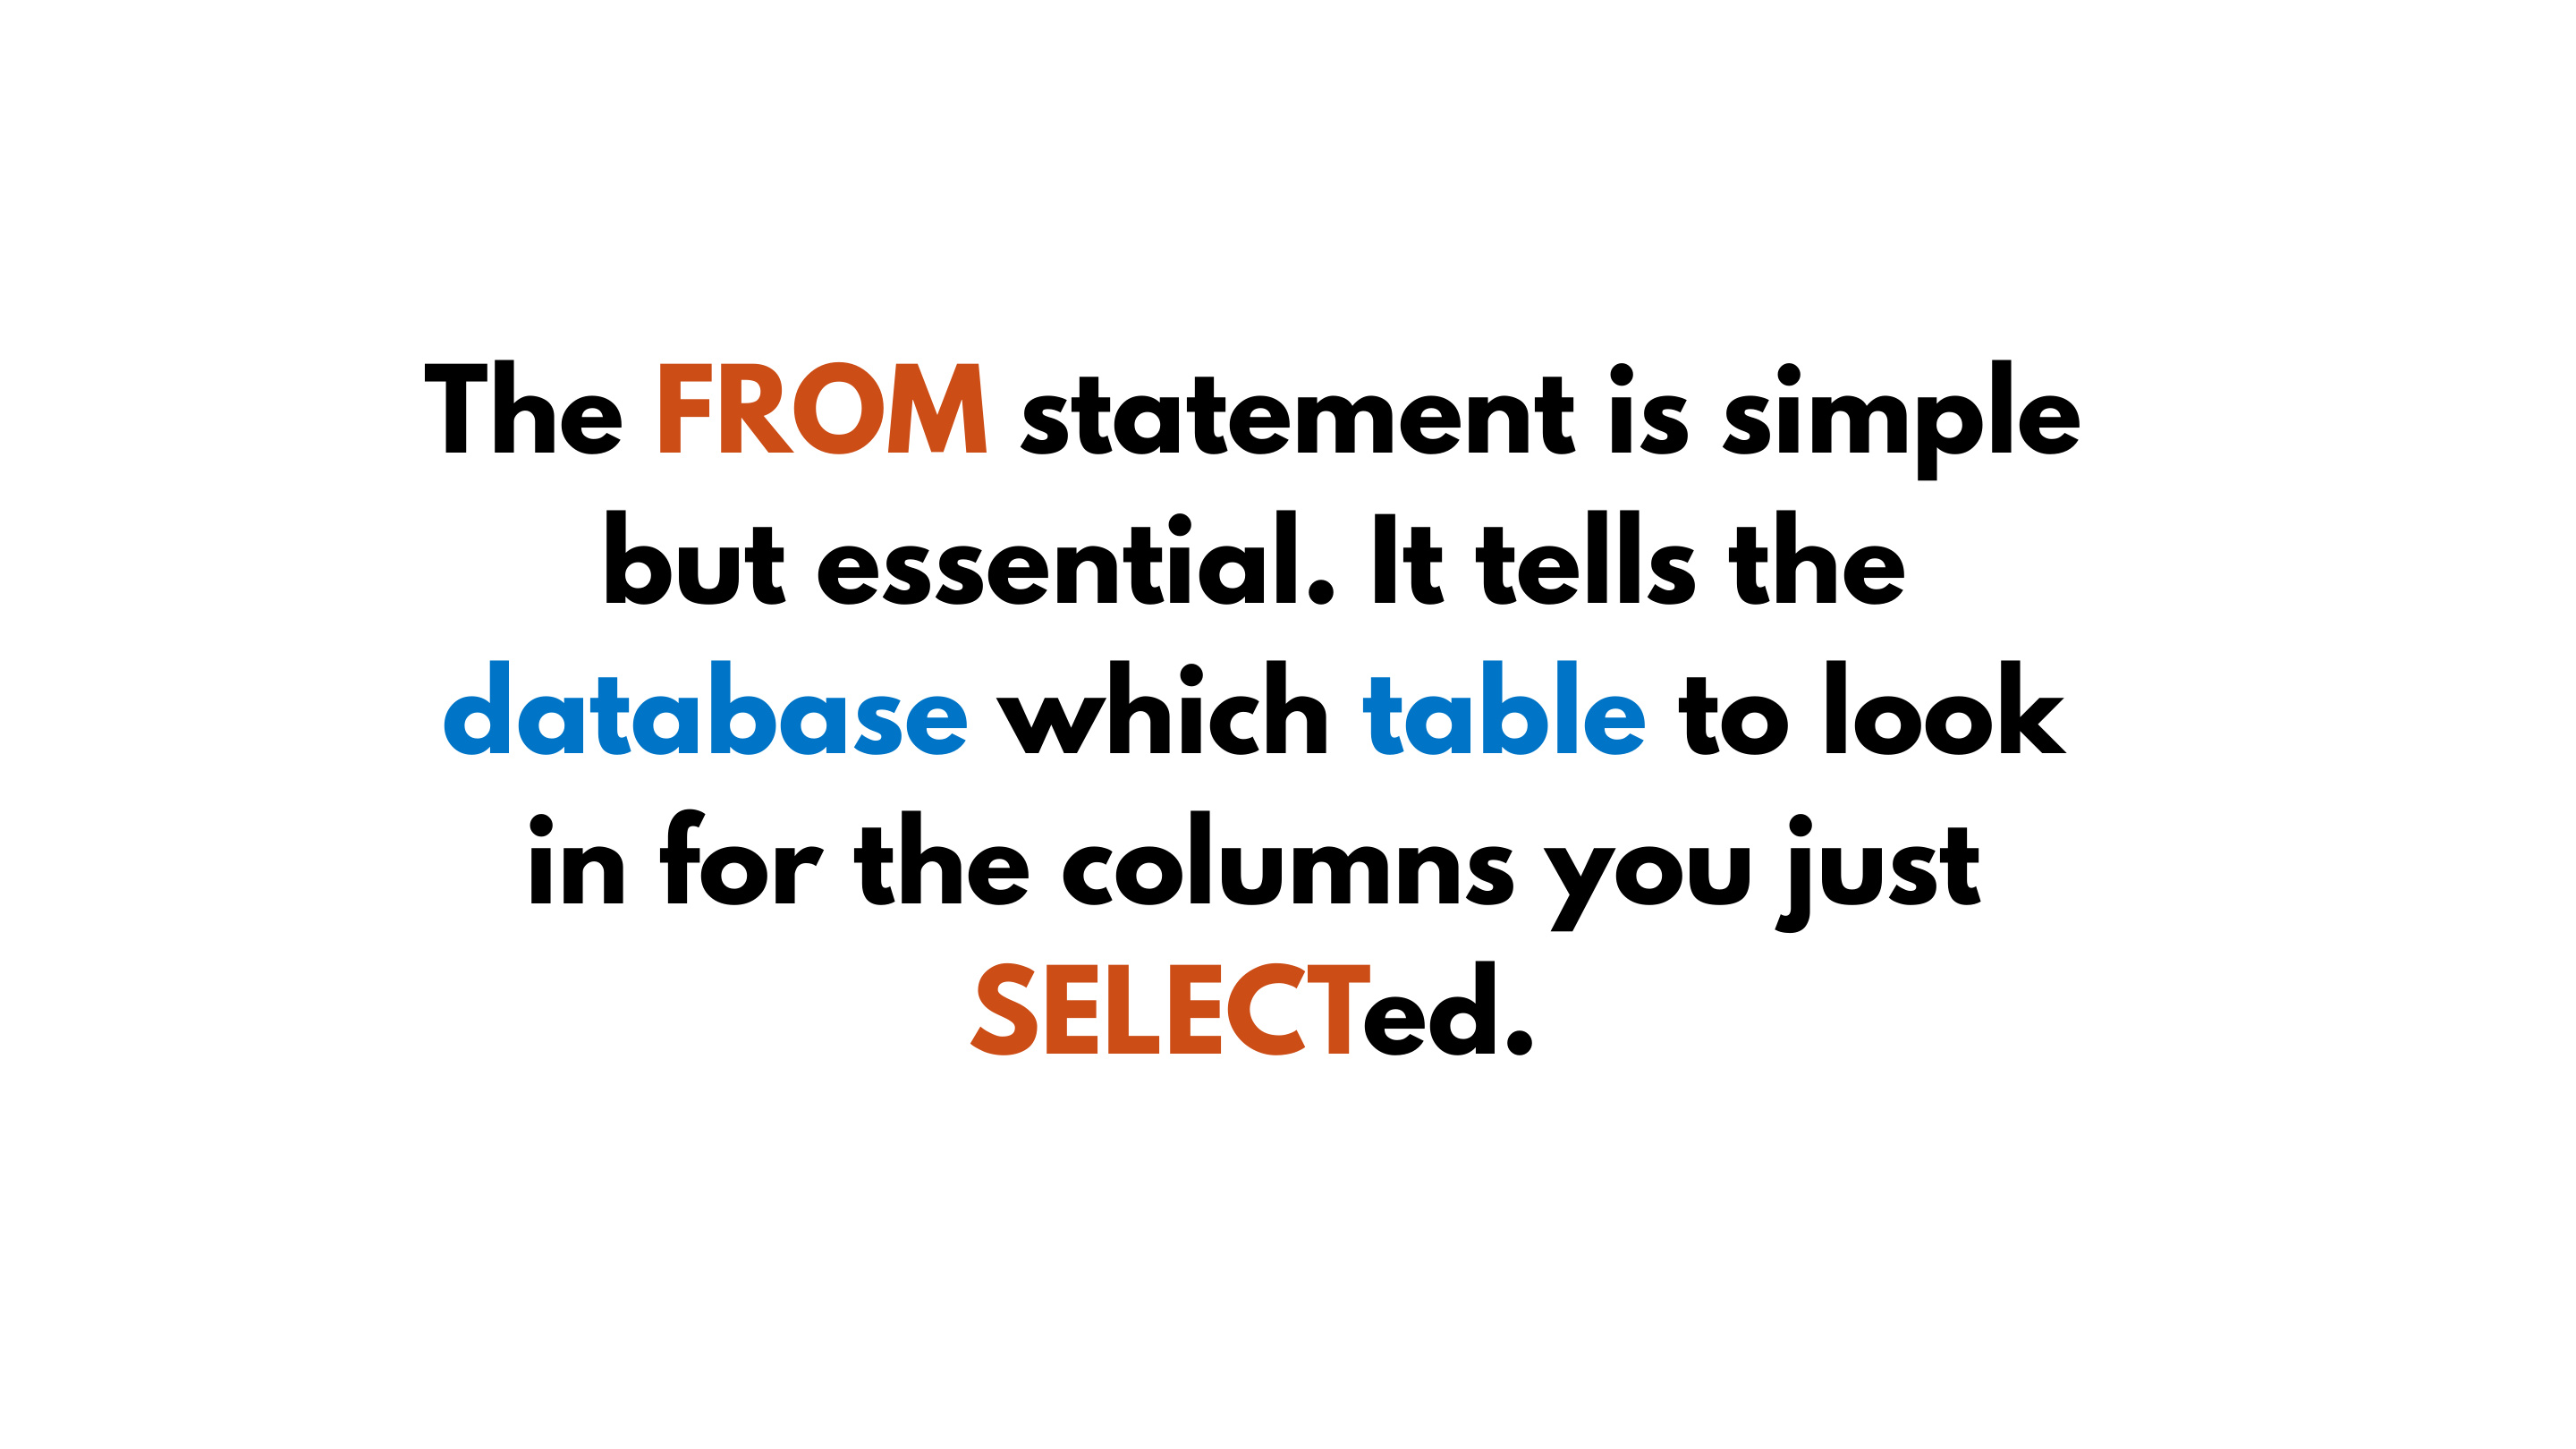 The FROM statement is simple
but essential. It tells the
database which table to look
in for the columns you just
SELECTed.